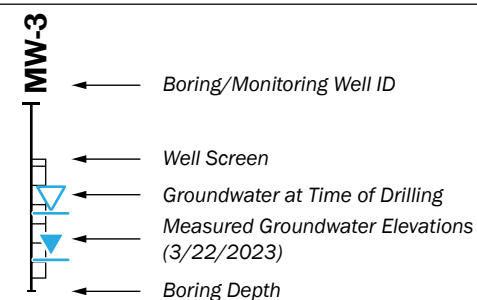 MW-3
Boring/Monitoring Well ID
Well Screen
Groundwater at Time of Drilling
Measured Groundwater Elevations
(3/22/2023)
Boring Depth